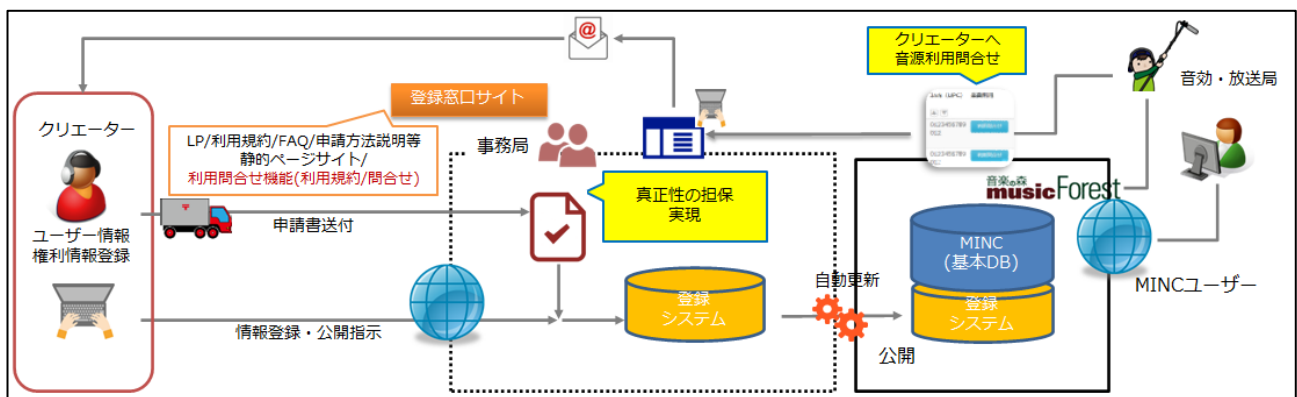 クリエーターへ
音源利用問合せ
音効・放送局
登録窓口サイト
クリエーター
LP/利用規約/FAQ/申請方法説明等
静的ページサイト/
利用問合せ機能(利用規約/問合せ)
事務局
真正性の担保
実現
音楽の森
musicForest
申請書送付
ユーザー情報
権利情報登録
MINC
(基本DB)
自動更新
登録
システム
登録
システム
MINCユーザー
情報登録・公開指示
公開